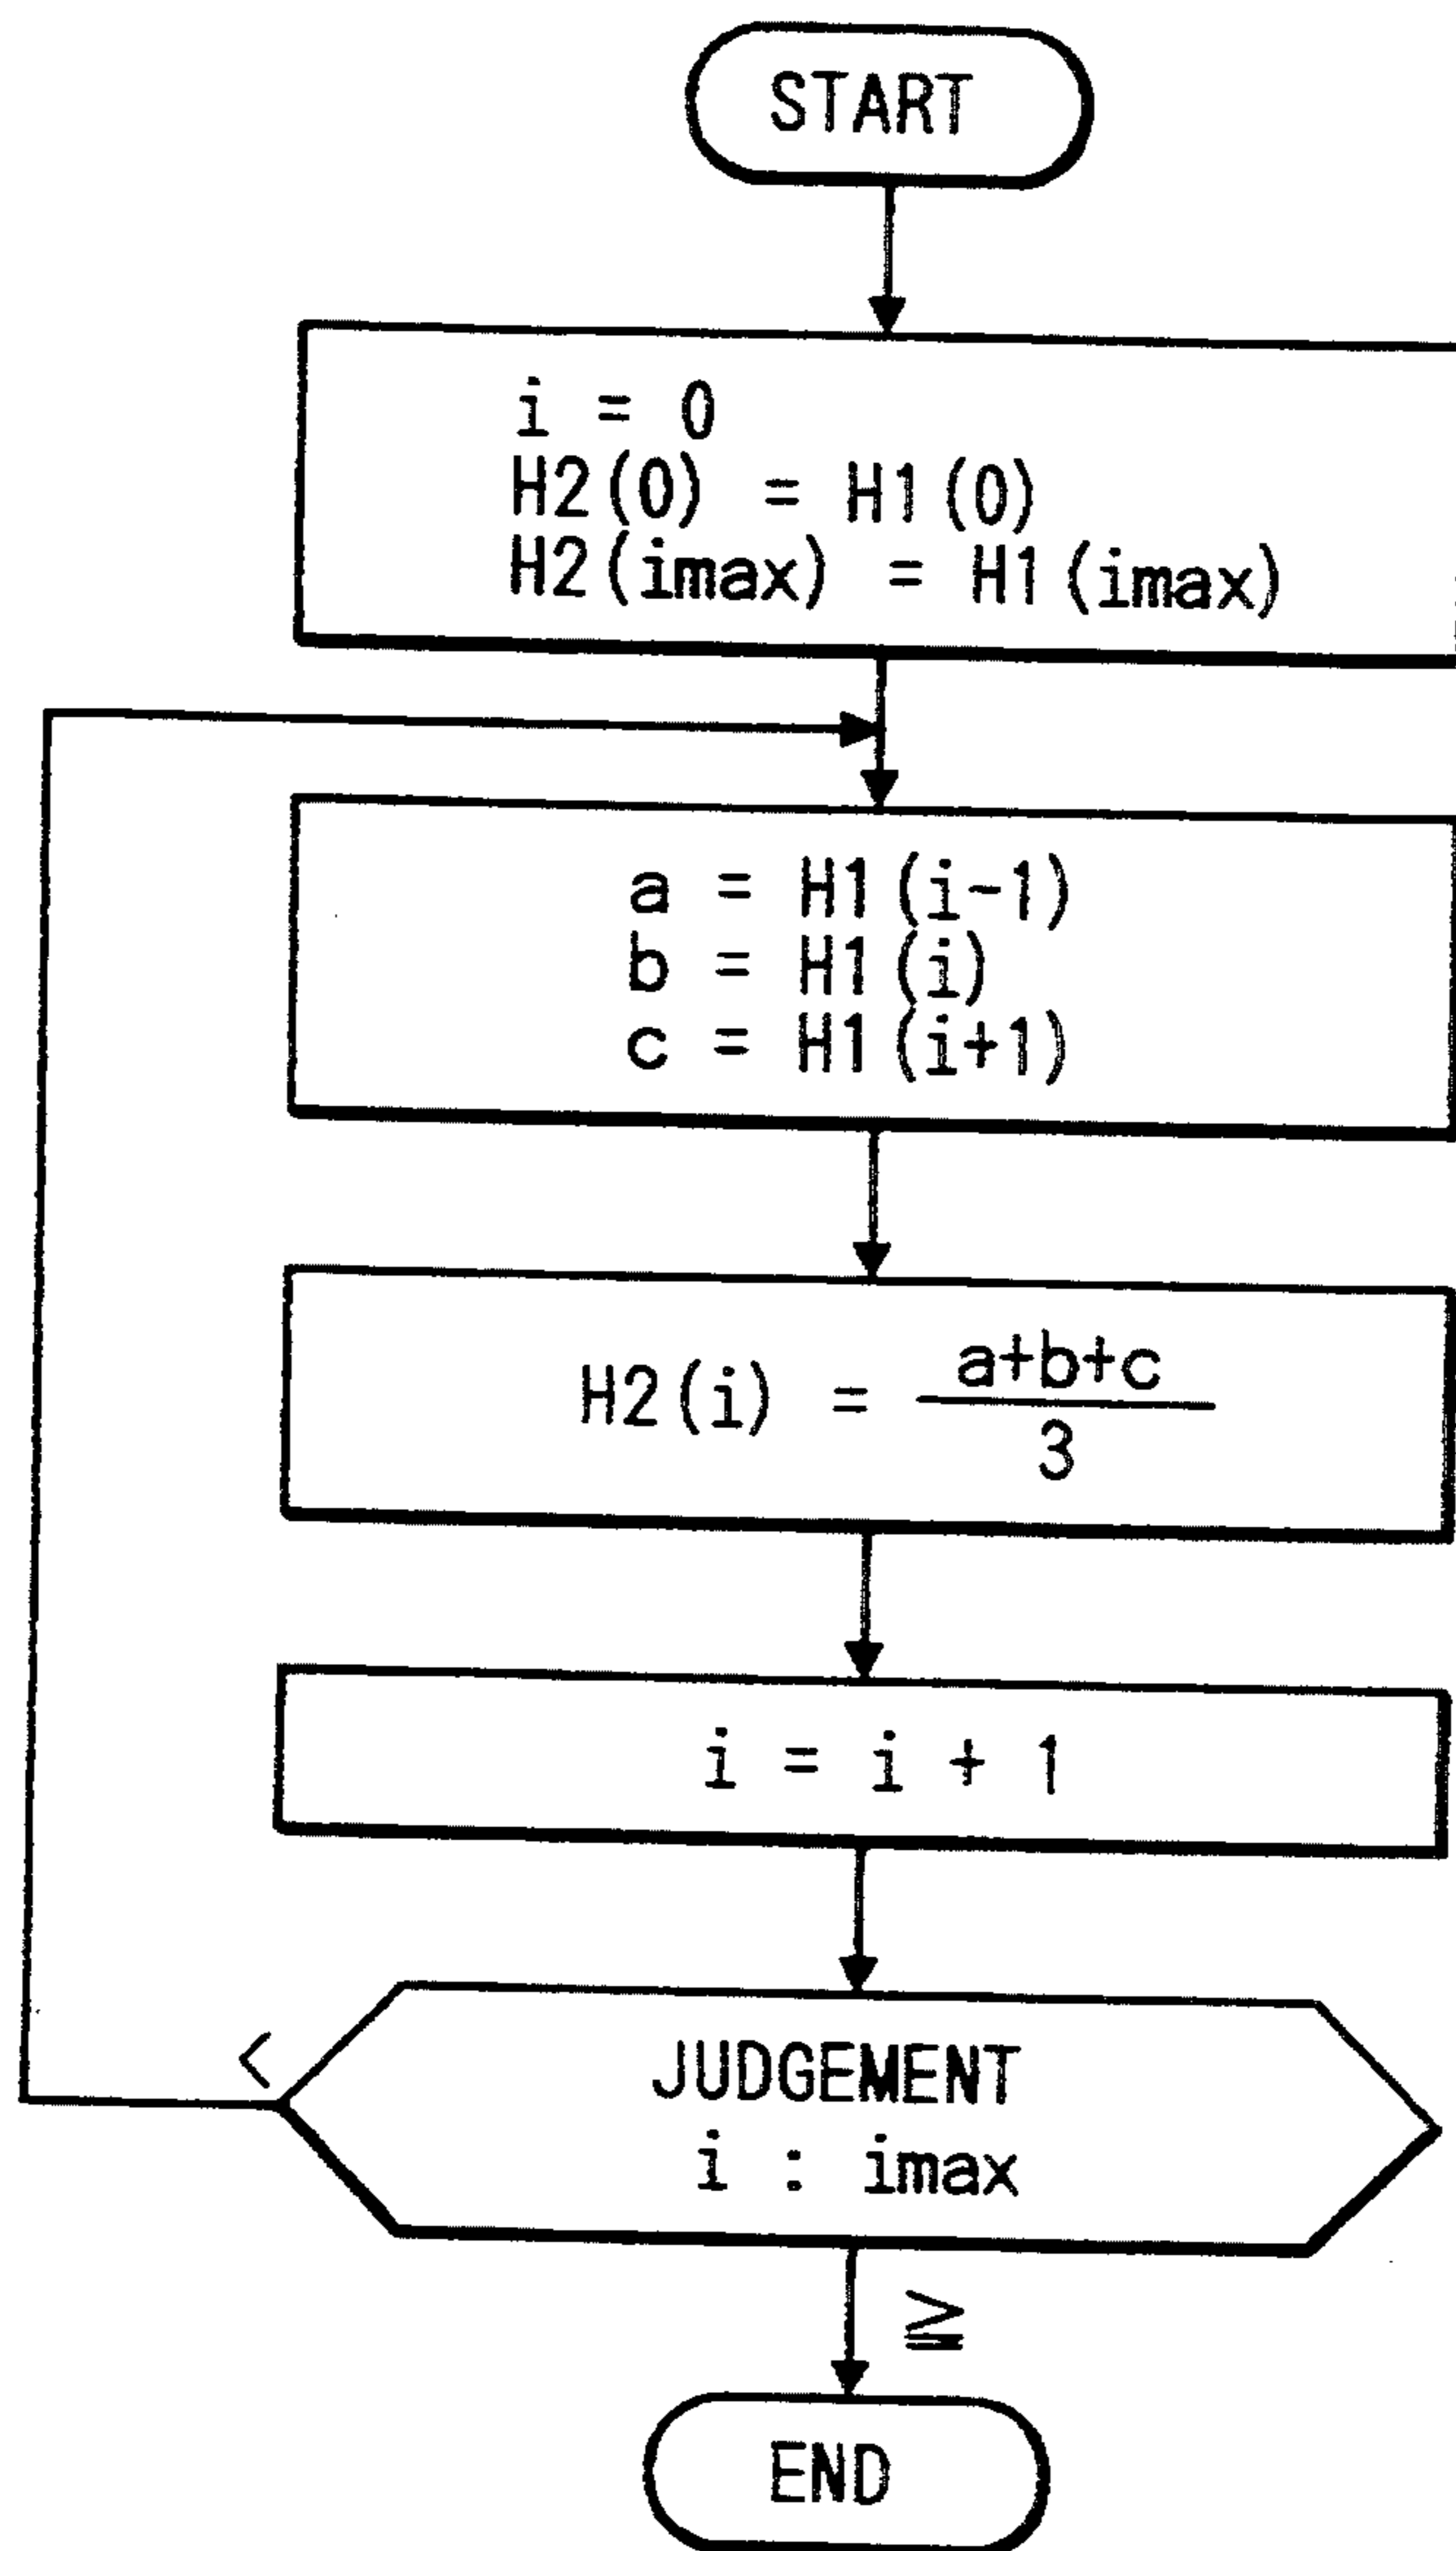 START
i = 0
H2(0) = H1(0)
H2(imax) = H1(imax)
a = H1(i-1)
b = H1(i)
c = H1(i+1)
H2(i) = a+b+c
3
i = i + 1
<
JUDGEMENT
i : imax
≧
END